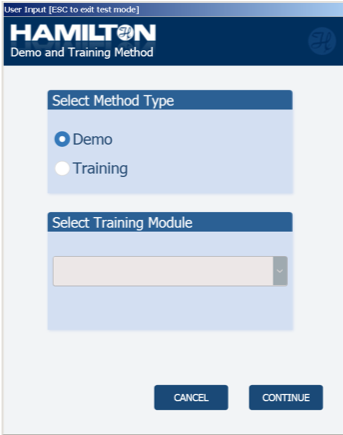 User Input [ESC to exit test mode]
HAMILTON
Demo and Training Method
Select Method Type
Demo
Training
Select Training Module
CANCEL CONTINUE